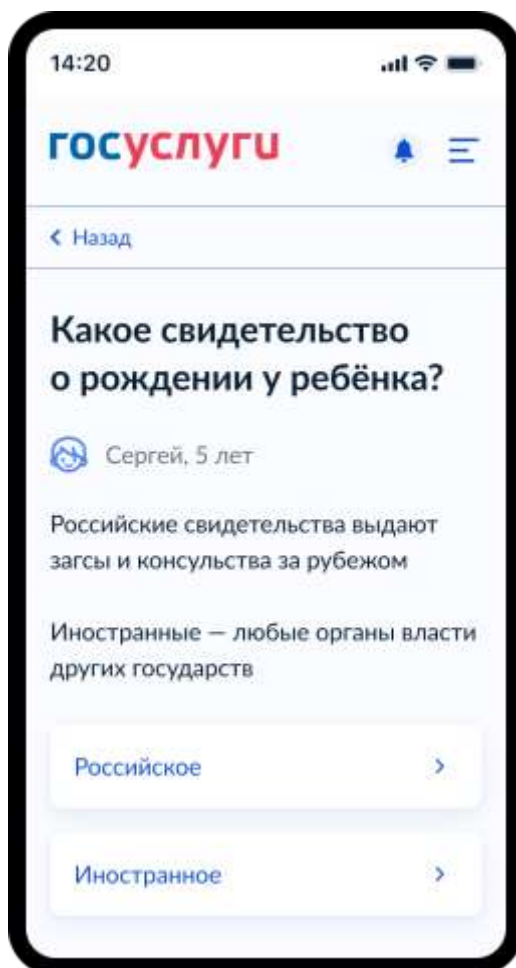 14:20
госуслуги
Назад
Какое свидетельство
о рождении у ребёнка?
Сергей, 5 лет
Российские свидетельства выдают
загсы и консульства за рубежом
Иностранные — любые органы власти
других государств
Российское
Иностранное